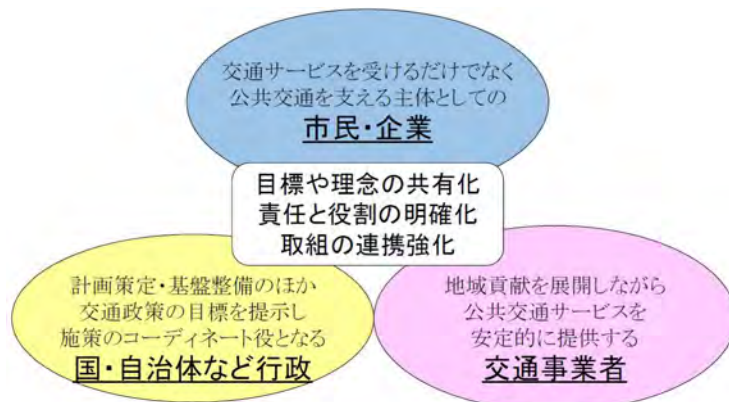 交通サービスを受けるだけでなく
公共交通を支える主体としての
市民・企業
目標や理念の共有化
責任と役割の明確化
取組の連携強化
計画策定・基盤整備のほか
交通政策の目標を提示し
施策のコーディネート役となる
国・自治体など行政
地域貢献を展開しながら
公共交通サービスを
安定的に提供する
交通事業者